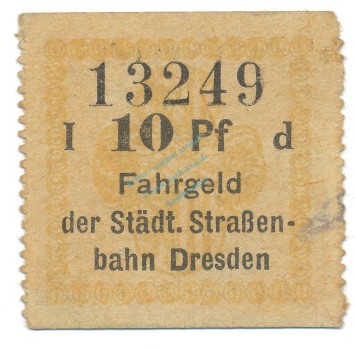 13249
I 10 Pf d
Fahrgeld
der Städt. Straßen-
bahn Dresden